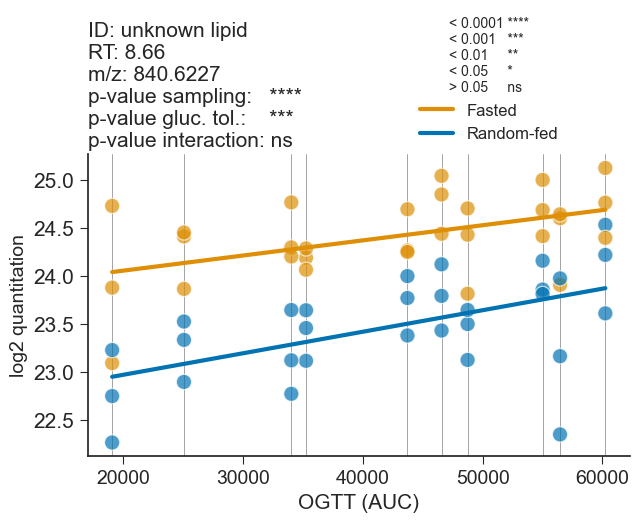 ID: unknown lipid
RT: 8.66
m/z: 840.6227
p-value sampling: ****
p-value gluc. tol.: ***
p-value interaction: ns
< 0.0001 ****
< 0.001 ***
< 0.01 **
< 0.05 *
> 0.05 ns
Fasted
Random-fed
log2 quantitation
25.0
24.5
24.0
23.5
23.0
22.5
20000 30000 40000 50000 60000
OGTT (AUC)